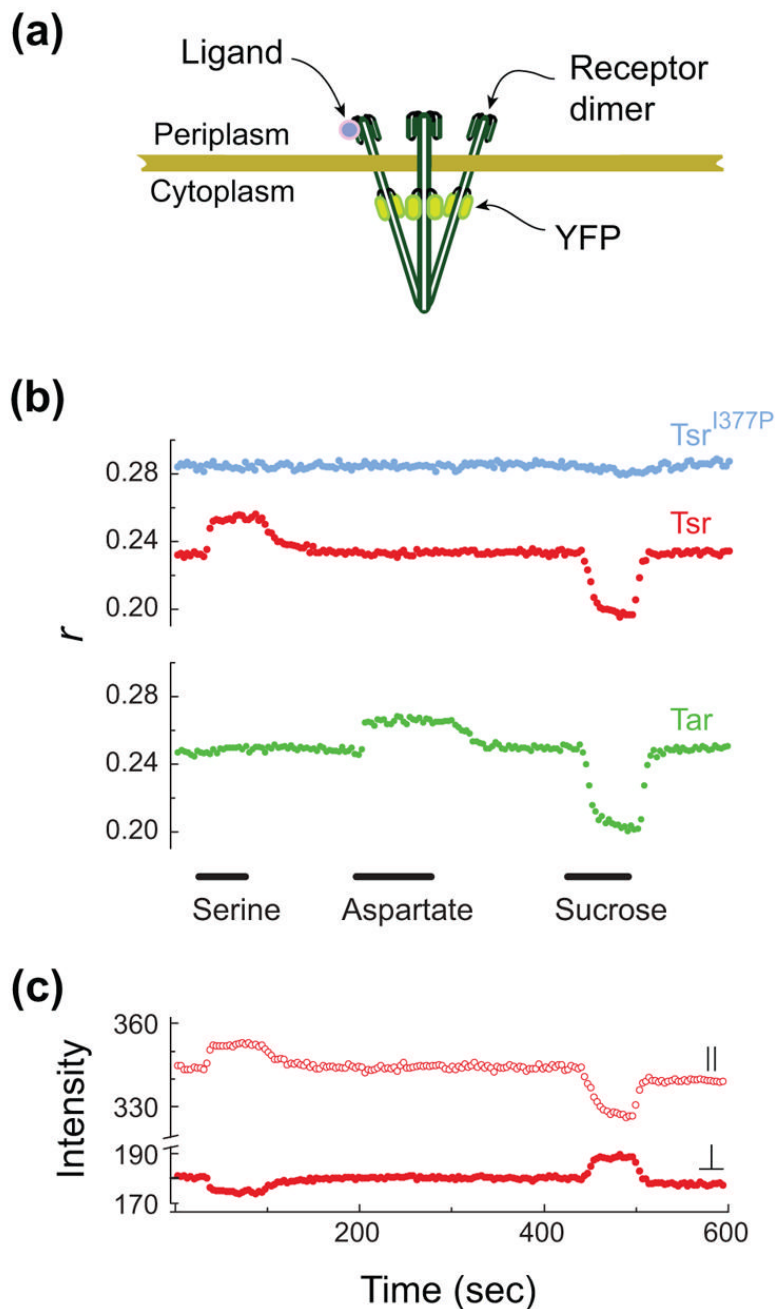 (a)
Ligand
Receptor
dimer
Periplasm
Cytoplasm
YFP
(b)
Tsr^I377P
0.28
Tsr
0.24
0.20
r
0.28
Tar
0.24
0.20
Serine Aspartate Sucrose
(c)
360
||
330
Intensity
190
⊥
170
200 400 600
Time (sec)